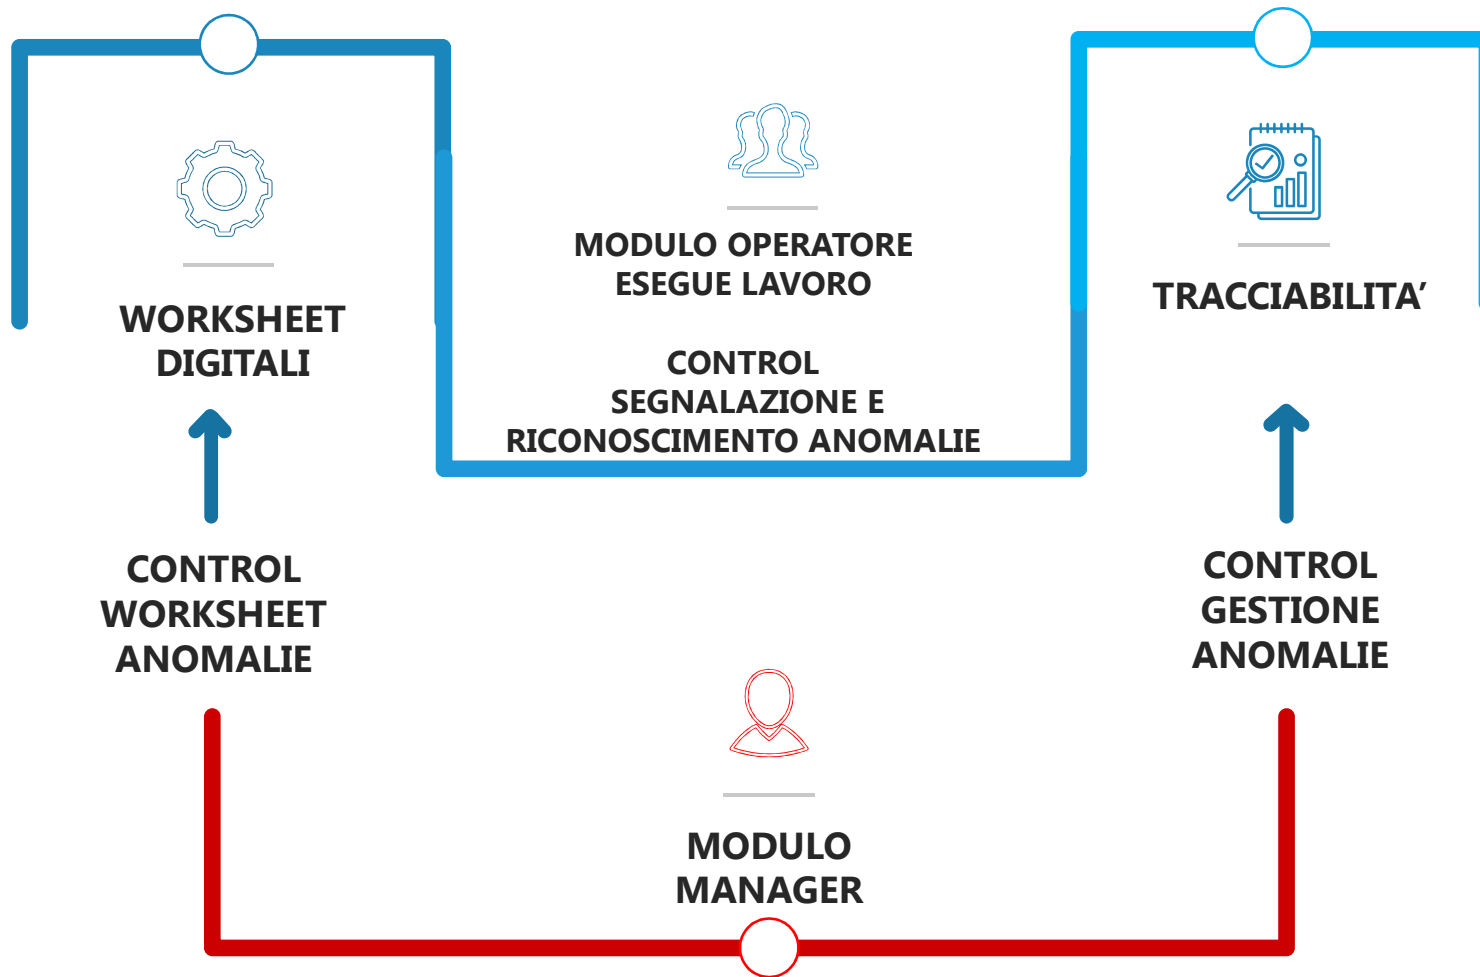 WORKSHEET
DIGITALI
MODULO OPERATORE
ESEGUE LAVORO
CONTROL
SEGNALAZIONE E
RICONOSCIMENTO ANOMALIE
TRACCIABILITA’
CONTROL
WORKSHEET
ANOMALIE
CONTROL
GESTIONE
ANOMALIE
MODULO
MANAGER